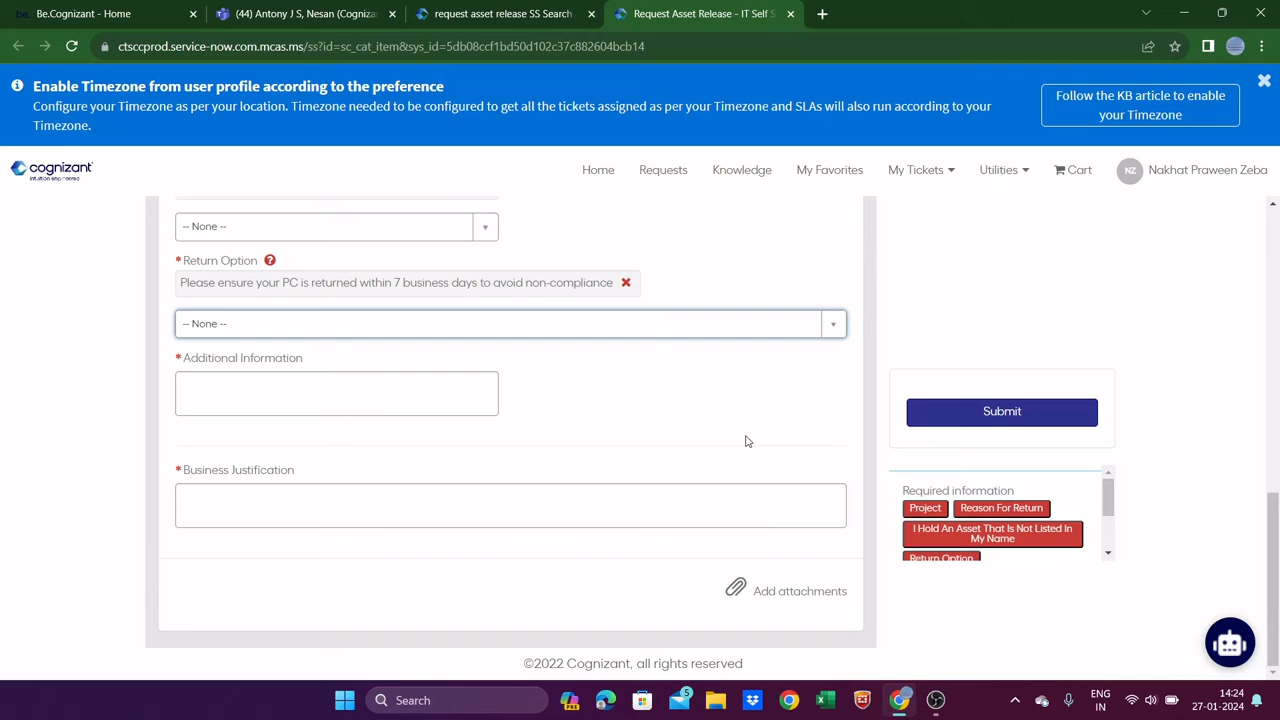 be.
Be.Cognizant - Home
(44) Antony J S, Nesan (Cognizan
request asset release SS Search
Request Asset Release - IT Self S
ctsccprod.service-now.com.mcas.ms/ss?id=sc_cat_item&sys_id=5db08ccf1bd50d102c37c882604bcb14
Enable Timezone from user profile according to the preference
Configure your Timezone as per your location. Timezone needed to be configured to get all the tickets assigned as per your Timezone and SLAs will also run according to your
Timezone.
Follow the KB article to enable
your Timezone
cognizant
intuition engineered
Home
Requests
Knowledge
My Favorites
My Tickets
Utilities
Cart
NZ
Nakhat Praween Zeba
-- None --
* Return Option
Please ensure your PC is returned within 7 business days to avoid non-compliance
-- None --
* Additional Information
Submit
* Business Justification
Required information
Project
Reason For Return
I Hold An Asset That Is Not Listed In
My Name
Return Option
Add attachments
©2022 Cognizant, all rights reserved
Search
PRE
5
ENG
IN
14:24
27-01-2024